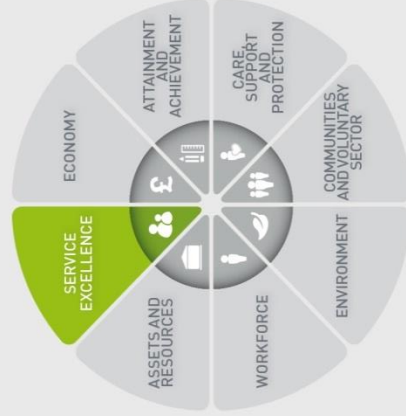 SERVICE
EXCELLENCE
ECONOMY
ATTAINMENT
AND
ACHIEVEMENT
CARE,
SUPPORT
AND
PROTECTION
COMMUNITIES
AND VOLUNTARY
SECTOR
ENVIRONMENT
WORKFORCE
ASSETS AND
RESOURCES
£